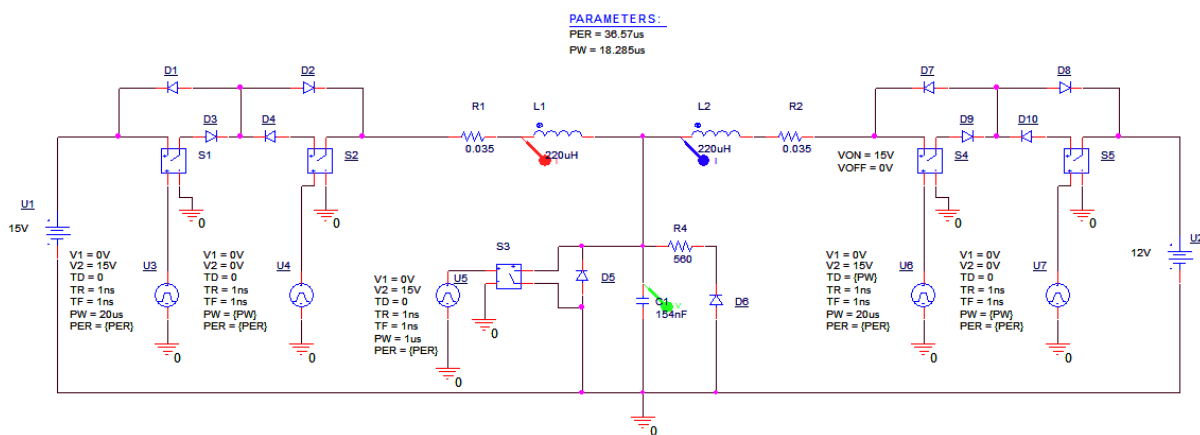 PARAMETERS:
PER = 36.57us
PW = 18.285us
D1
D2
D7
D8
R1
L1
L2
R2
D3
D4
D9
D10
0.035
220uH
220uH
0.035
S1
S2
VON = 15V
VOFF = 0V
S4
S5
U1
15V
0
0
R4
560
S3
D5
C1
154nF
D6
12V
V1 = 0V
V2 = 15V
TD = 0
TR = 1ns
TF = 1ns
PW = 20us
PER = {PER}
U3
V1 = 0V
V2 = 0V
TD = 0
TR = 1ns
TF = 1ns
PW = {PW}
PER = {PER}
U4
V1 = 0V
V2 = 15V
TD = 0
TR = 1ns
TF = 1ns
PW = 1us
PER = {PER}
U5
V1 = 0V
V2 = 15V
TD = {PW}
TR = 1ns
TF = 1ns
PW = 20us
PER = {PER}
U6
V1 = 0V
V2 = 0V
TD = 0
TR = 1ns
TF = 1ns
PW = {PW}
PER = {PER}
U7
0
0
0
0
0
0
0